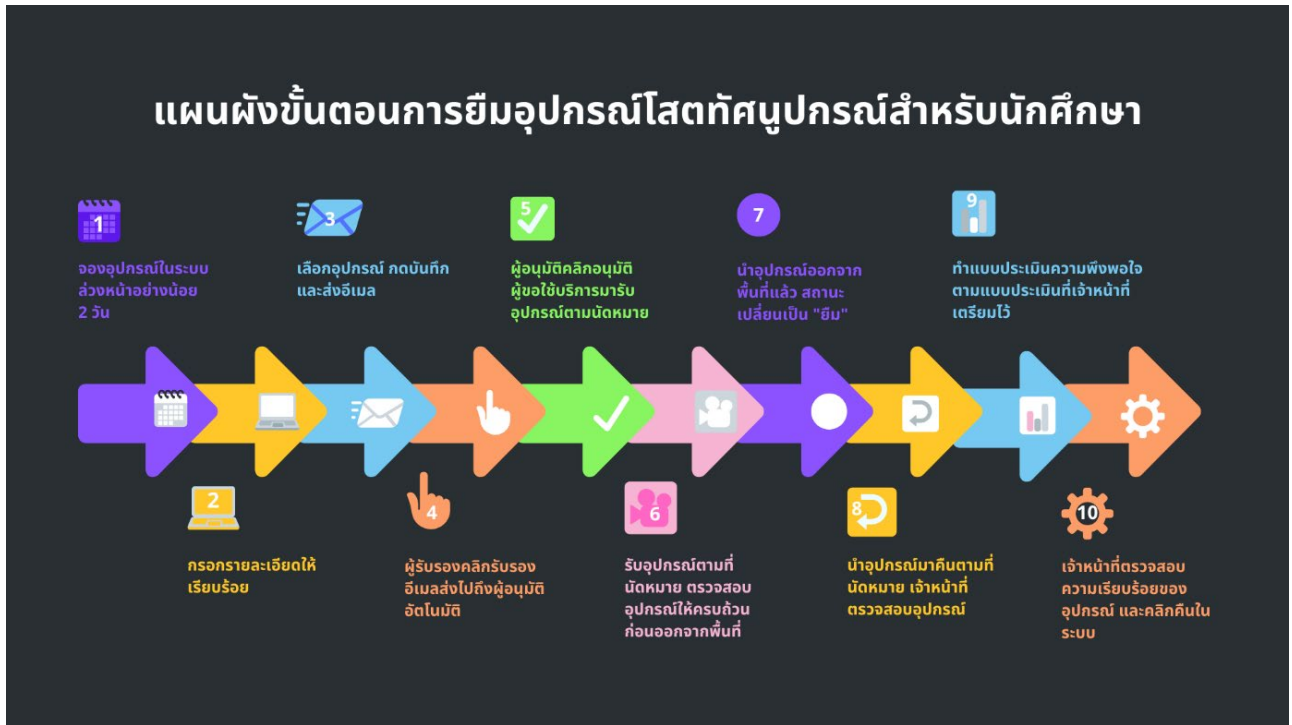 แผนผังขั้นตอนการยืมอุปกรณ์โสตทัศนูปกรณ์สำหรับนักศึกษา
1
จองอุปกรณ์ในระบบ
ล่วงหน้าอย่างน้อย
2 วัน
2
กรอกรายละเอียดให้
เรียบร้อย
3
เลือกอุปกรณ์ กดบันทึก
และส่งอีเมล
4
ผู้รับรองคลิกรับรอง
อีเมลส่งไปถึงผู้อนุมัติ
อัตโนมัติ
5
ผู้อนุมัติคลิกอนุมัติ
ผู้ขอใช้บริการมารับ
อุปกรณ์ตามนัดหมาย
6
รับอุปกรณ์ตามที่
นัดหมาย ตรวจสอบ
อุปกรณ์ให้ครบถ้วน
ก่อนออกจากพื้นที่
7
นำอุปกรณ์ออกจาก
พื้นที่แล้ว สถานะ
เปลี่ยนเป็น "ยืม"
8
นำอุปกรณ์มาคืนตามที่
นัดหมาย เจ้าหน้าที่
ตรวจสอบอุปกรณ์
9
ทำแบบประเมินความพึงพอใจ
ตามแบบประเมินที่เจ้าหน้าที่
เตรียมไว้
10
เจ้าหน้าที่ตรวจสอบ
ความเรียบร้อยของ
อุปกรณ์ และคลิกคืนใน
ระบบ